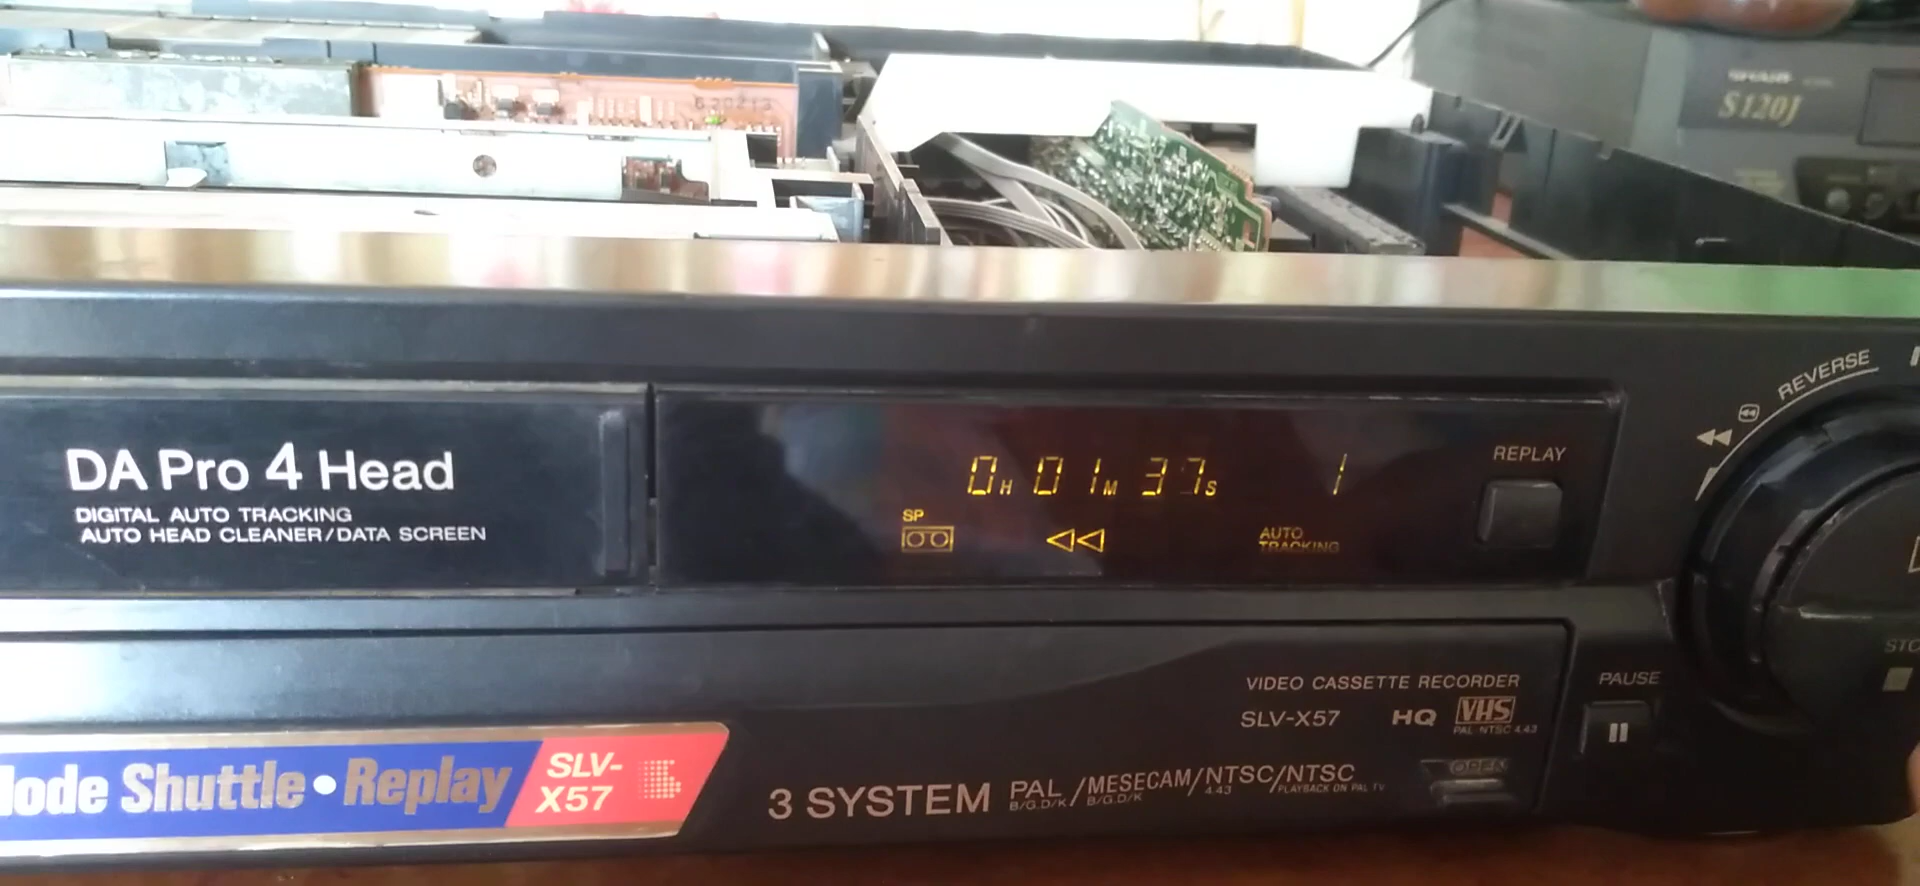 SHARP
S120J
REVERSE
DA Pro 4 Head
DIGITAL AUTO TRACKING
AUTO HEAD CLEANER/DATA SCREEN
0H 01M 37S 1
SP
AUTO
TRACKING
REPLAY
VIDEO CASSETTE RECORDER
SLV-X57 HQ VHS
PAL NTSC 4.43
PAUSE
Mode Shuttle • Replay
SLV-
X57
3 SYSTEM PAL/MESECAM/NTSC/NTSC
B/G.D/K B/G.D/K 4.43 PLAYBACK ON PAL TV
OPEN